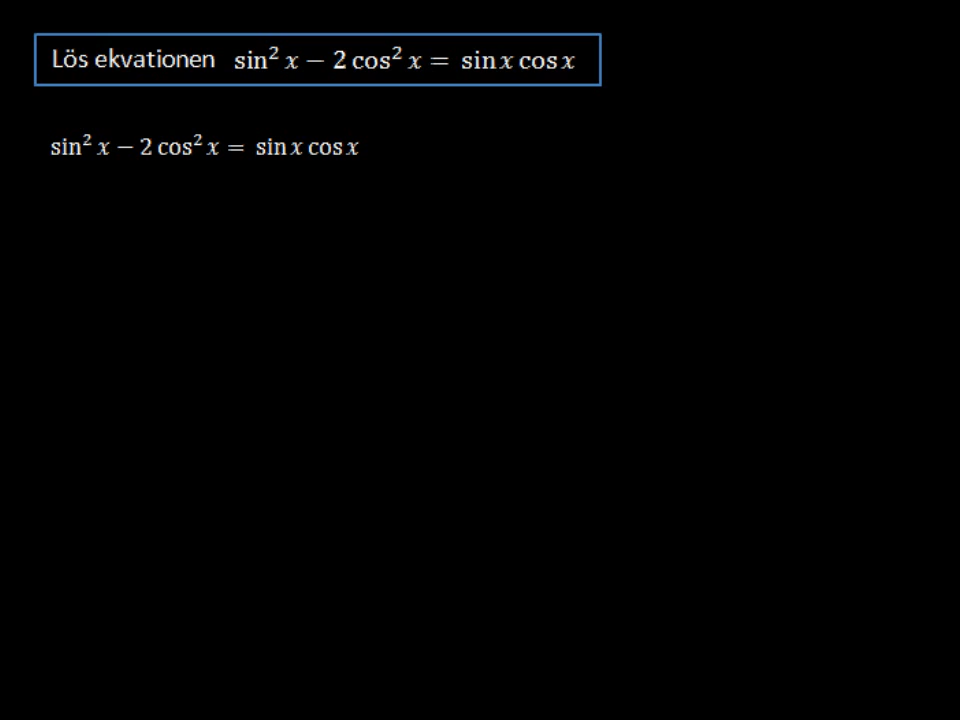 Lös ekvationen sin² x − 2 cos² x = sin x cos x
sin² x − 2 cos² x = sin x cos x